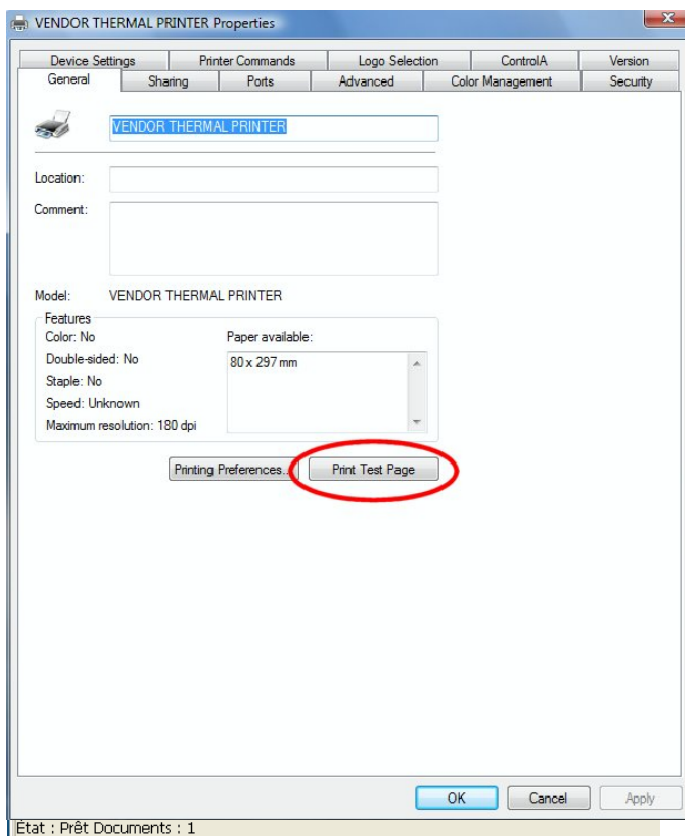 VENDOR THERMAL PRINTER Properties
Device Settings Printer Commands Logo Selection ControlA Version
General Sharing Ports Advanced Color Management Security
VENDOR THERMAL PRINTER
Location:
Comment:
Model: VENDOR THERMAL PRINTER
Features
Color: No Paper available:
Double-sided: No 80 x 297 mm
Staple: No
Speed: Unknown
Maximum resolution: 180 dpi
Printing Preferences... Print Test Page
OK Cancel Apply
État : Prêt Documents : 1